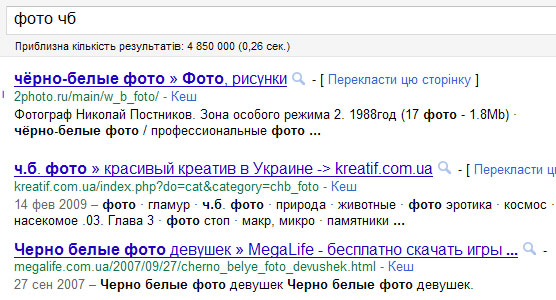 фото чб
Приблизна кількість результатів: 4 850 000 (0,26 сек.)
чёрно-белые фото » Фото, рисунки - [ Перекласти цю сторінку ]
2photo.ru/main/w_b_foto/ - Кеш
Фотограф Николай Постников. Зона особого режима 2. 1988год (17 фото - 1.8Mb) ·
чёрно-белые фото / профессиональные фото ...
ч.б. фото » красивый креатив в Украине -> kreatif.com.ua - [ Перекласти
kreatif.com.ua/index.php?do=cat&category=chb_foto - Кеш
14 фев 2009 – фото · гламур · ч.б. фото · природа · животные · фото эротика · космос ·
насекомое .03. Глава 3 · фото стоп · макр, микро · памятники ...
Черно белые фото девушек » MegaLife - бесплатно скачать игры ... -
megalife.com.ua/2007/09/27/cherno_belye_foto_devushek.html - Кеш
27 сен 2007 – Черно белые фото девушек Черно белые фото девушек.